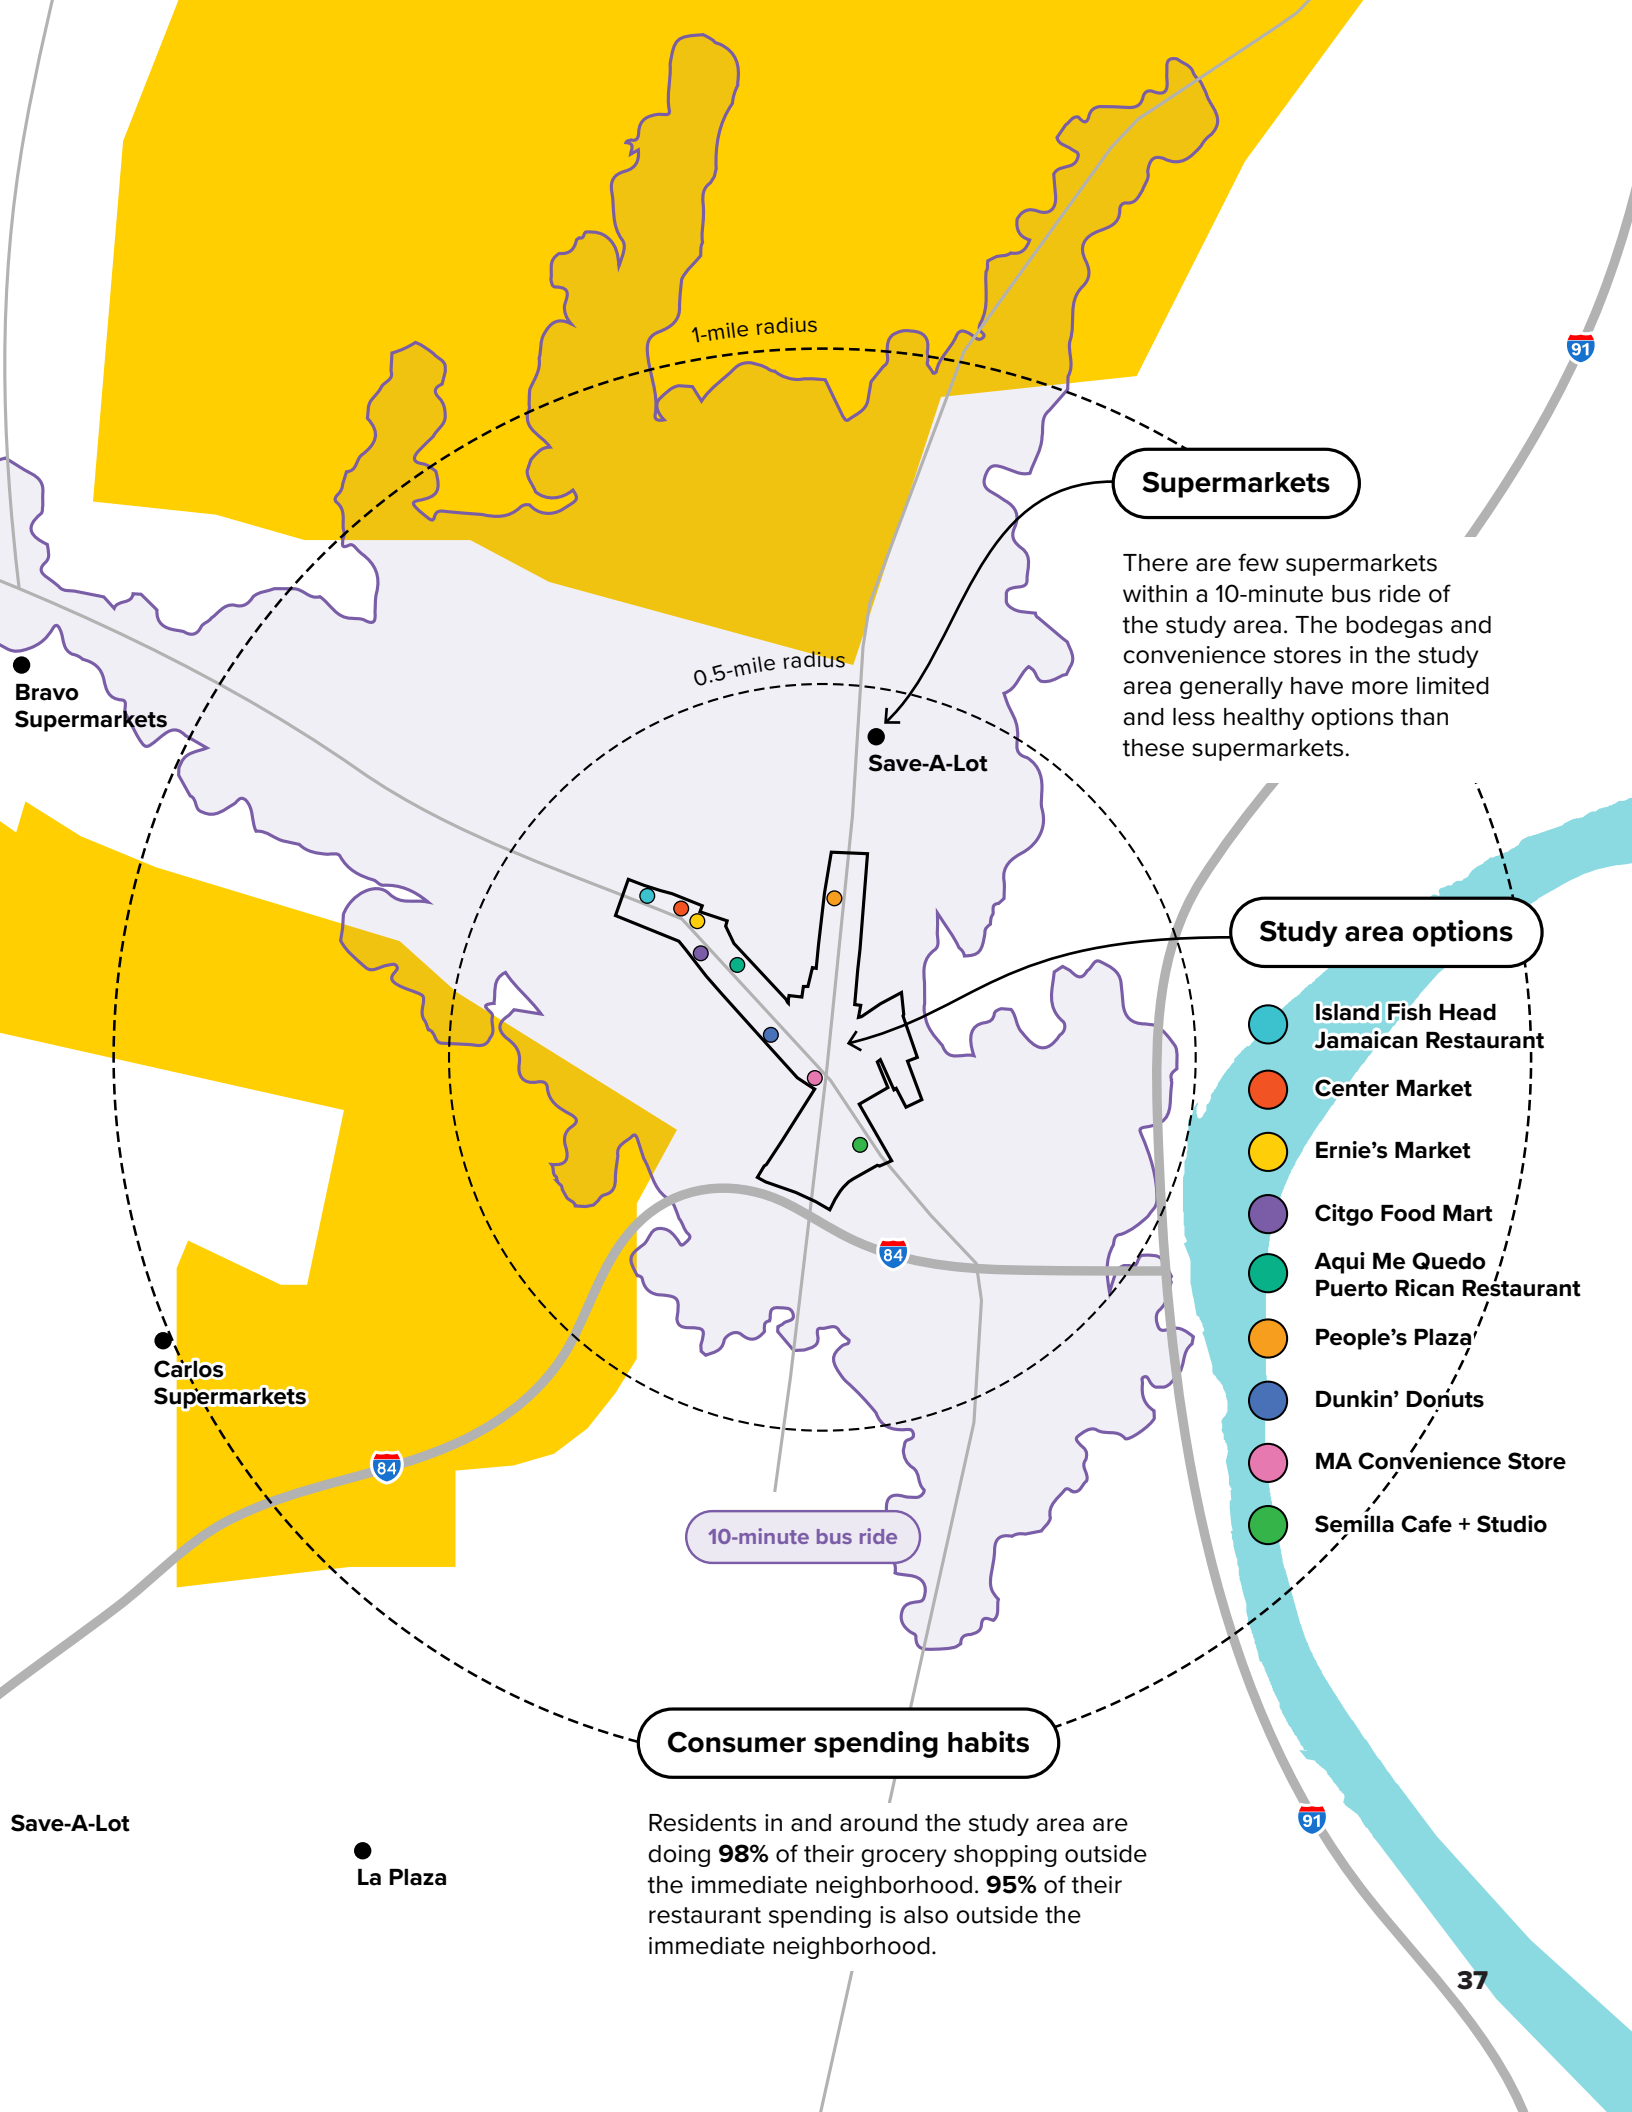 1-mile radius
91
Supermarkets
There are few supermarkets
within a 10-minute bus ride of
the study area. The bodegas and
convenience stores in the study
area generally have more limited
and less healthy options than
these supermarkets.
0.5-mile radius
Bravo
Supermarkets
Save-A-Lot
Study area options
Island Fish Head
Jamaican Restaurant
Center Market
Ernie’s Market
Citgo Food Mart
Aqui Me Quedo
Puerto Rican Restaurant
People’s Plaza
Dunkin’ Donuts
MA Convenience Store
Semilla Cafe + Studio
84
Carlos
Supermarkets
84
10-minute bus ride
Consumer spending habits
Residents in and around the study area are
doing 98% of their grocery shopping outside
the immediate neighborhood. 95% of their
restaurant spending is also outside the
immediate neighborhood.
Save-A-Lot
La Plaza
91
37